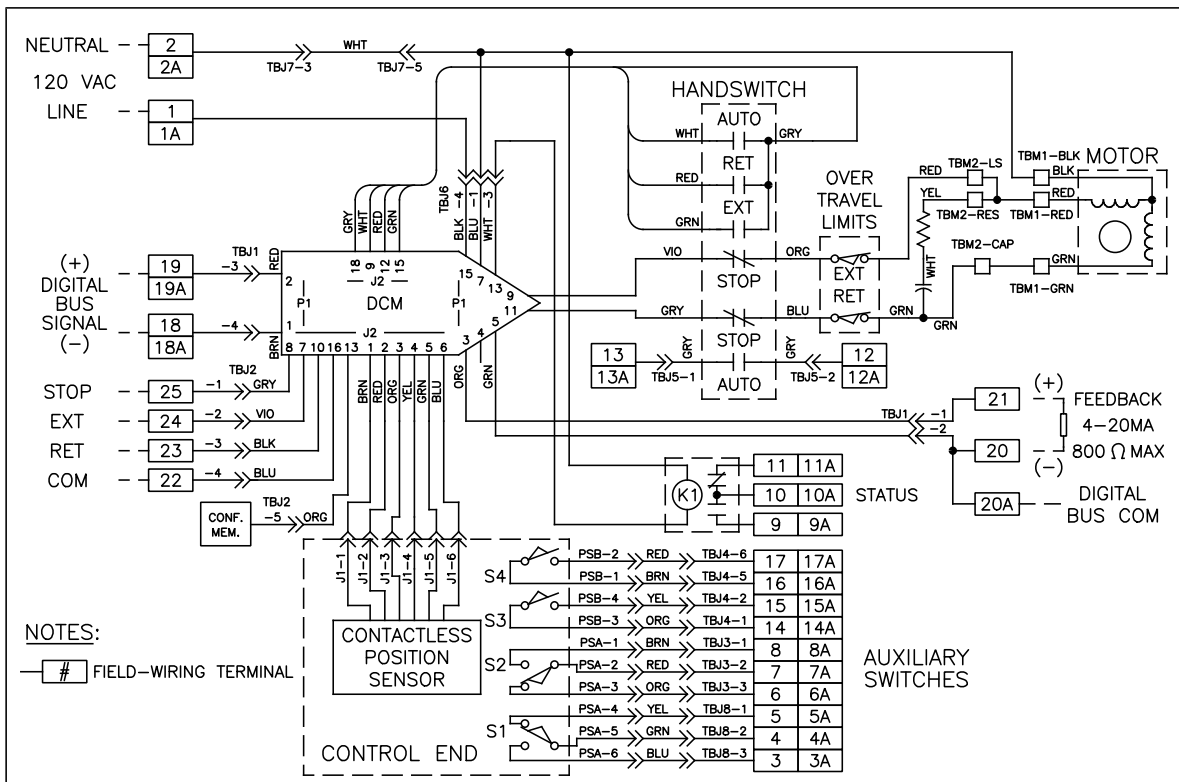 NEUTRAL
2
2A
TBJ7-3
WHT
TBJ7-5
120 VAC
LINE
1
1A
HANDSWITCH
AUTO
WHT
GRY
RET
RED
EXT
GRN
VIO
ORG
STOP
GRY
BLU
STOP
GRY
GRY
AUTO
13
13A
TBJ5-1
TBJ5-2
12
12A
OVER
TRAVEL
LIMITS
EXT
RET
RED
TBM2-LS
YEL
TBM2-RES
TBM1-BLK
BLK
RED
TBM1-RED
MOTOR
WHT
TBM2-CAP
GRN
TBM1-GRN
GRN
GRN
TBJ6
BLK -4
BLU -1
WHT -3
GRY
WHT
RED
GRN
18
9
12
15
J2
DCM
15
7
13
9
11
5
4
3
P1
P1
J2
2
1
(+)
DIGITAL
BUS
SIGNAL
(-)
19
19A
-3
TBJ1
RED
18
18A
-4
BRN
8
7
10
16
13
1
2
3
4
5
6
ORG
GRN
BRN
RED
ORG
YEL
GRN
BLU
STOP
25
-1
TBJ2
GRY
EXT
24
-2
VIO
RET
23
-3
BLK
COM
22
-4
BLU
CONF.
MEM.
TBJ2
-5
ORG
J1-1
J1-2
J1-3
J1-4
J1-5
J1-6
CONTACTLESS
POSITION
SENSOR
CONTROL END
TBJ1
-1
-2
21
20
20A
(+)
FEEDBACK
4-20MA
800 Ω MAX
(-)
DIGITAL
BUS COM
K1
11
11A
10
10A
STATUS
9
9A
S4
PSB-2
RED
TBJ4-6
17
17A
PSB-1
BRN
TBJ4-5
16
16A
S3
PSB-4
YEL
TBJ4-2
15
15A
PSB-3
ORG
TBJ4-1
14
14A
S2
PSA-1
BRN
TBJ3-1
8
8A
PSA-2
RED
TBJ3-2
7
7A
PSA-3
ORG
TBJ3-3
6
6A
S1
PSA-4
YEL
TBJ8-1
5
5A
PSA-5
GRN
TBJ8-2
4
4A
PSA-6
BLU
TBJ8-3
3
3A
AUXILIARY
SWITCHES
NOTES:
# FIELD-WIRING TERMINAL